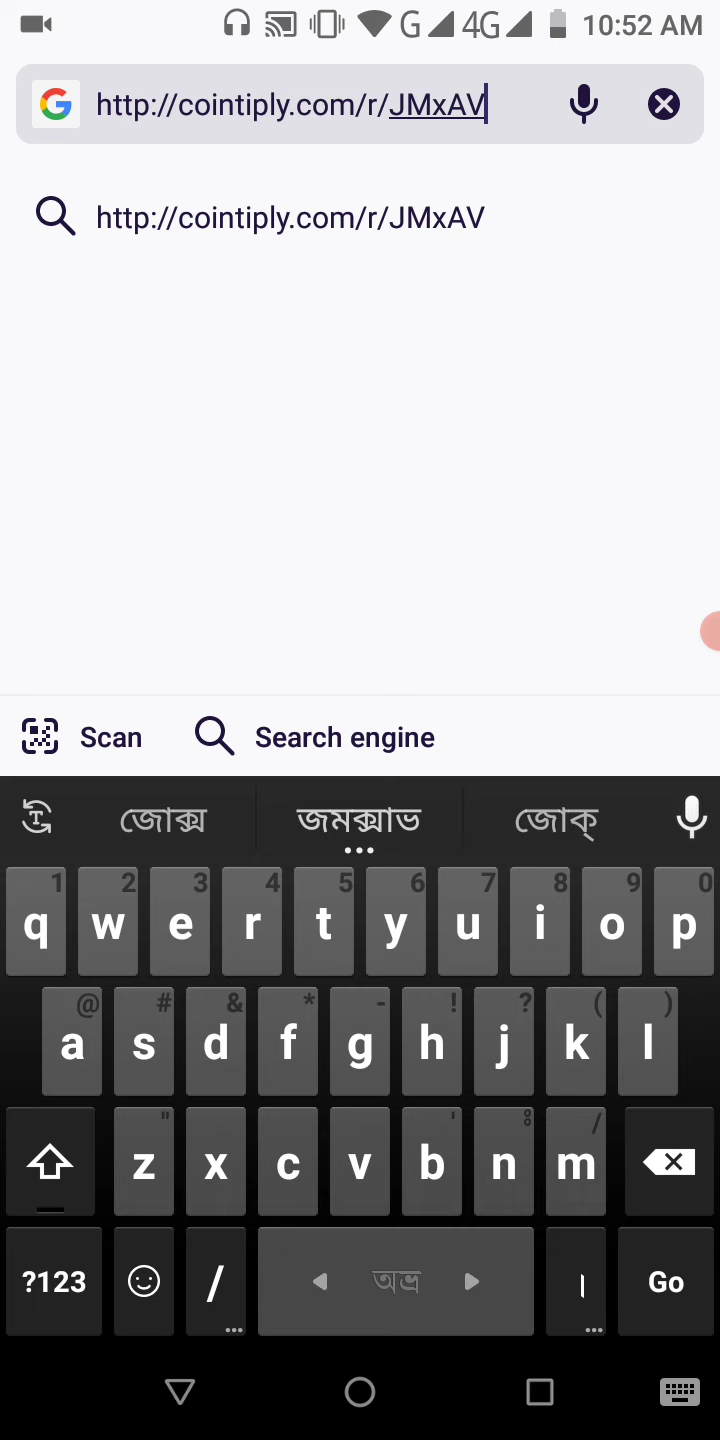 G 4G 10:52 AM
http://cointiply.com/r/JMxAV
http://cointiply.com/r/JMxAV
Scan Search engine
জোক্স জমক্সাভ জোক্
1 2 3 4 5 6 7 8 9 0
q w e r t y u i o p
@ # & * - ! ? ( )
a s d f g h j k l
" ' : /
z x c v b n m
?123 / অভ্র । Go